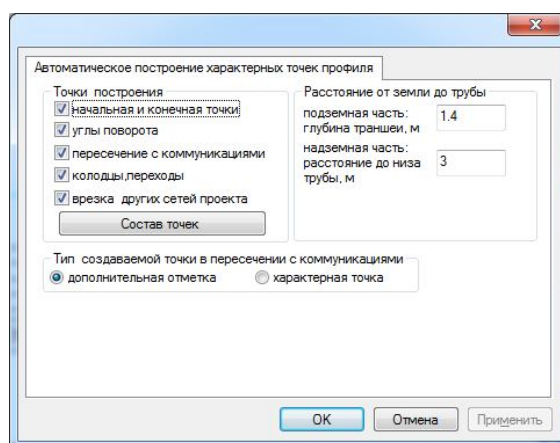 Автоматическое построение характерных точек профиля
Точки построения
начальная и конечная точки
углы поворота
пересечение с коммуникациями
колодцы,переходы
врезка других сетей проекта
Состав точек
Расстояние от земли до трубы
подземная часть:
глубина траншеи, м
1.4
надземная часть:
расстояние до низа
трубы, м
3
Тип создаваемой точки в пересечении с коммуникациями
дополнительная отметка
характерная точка
OK
Отмена
Применить